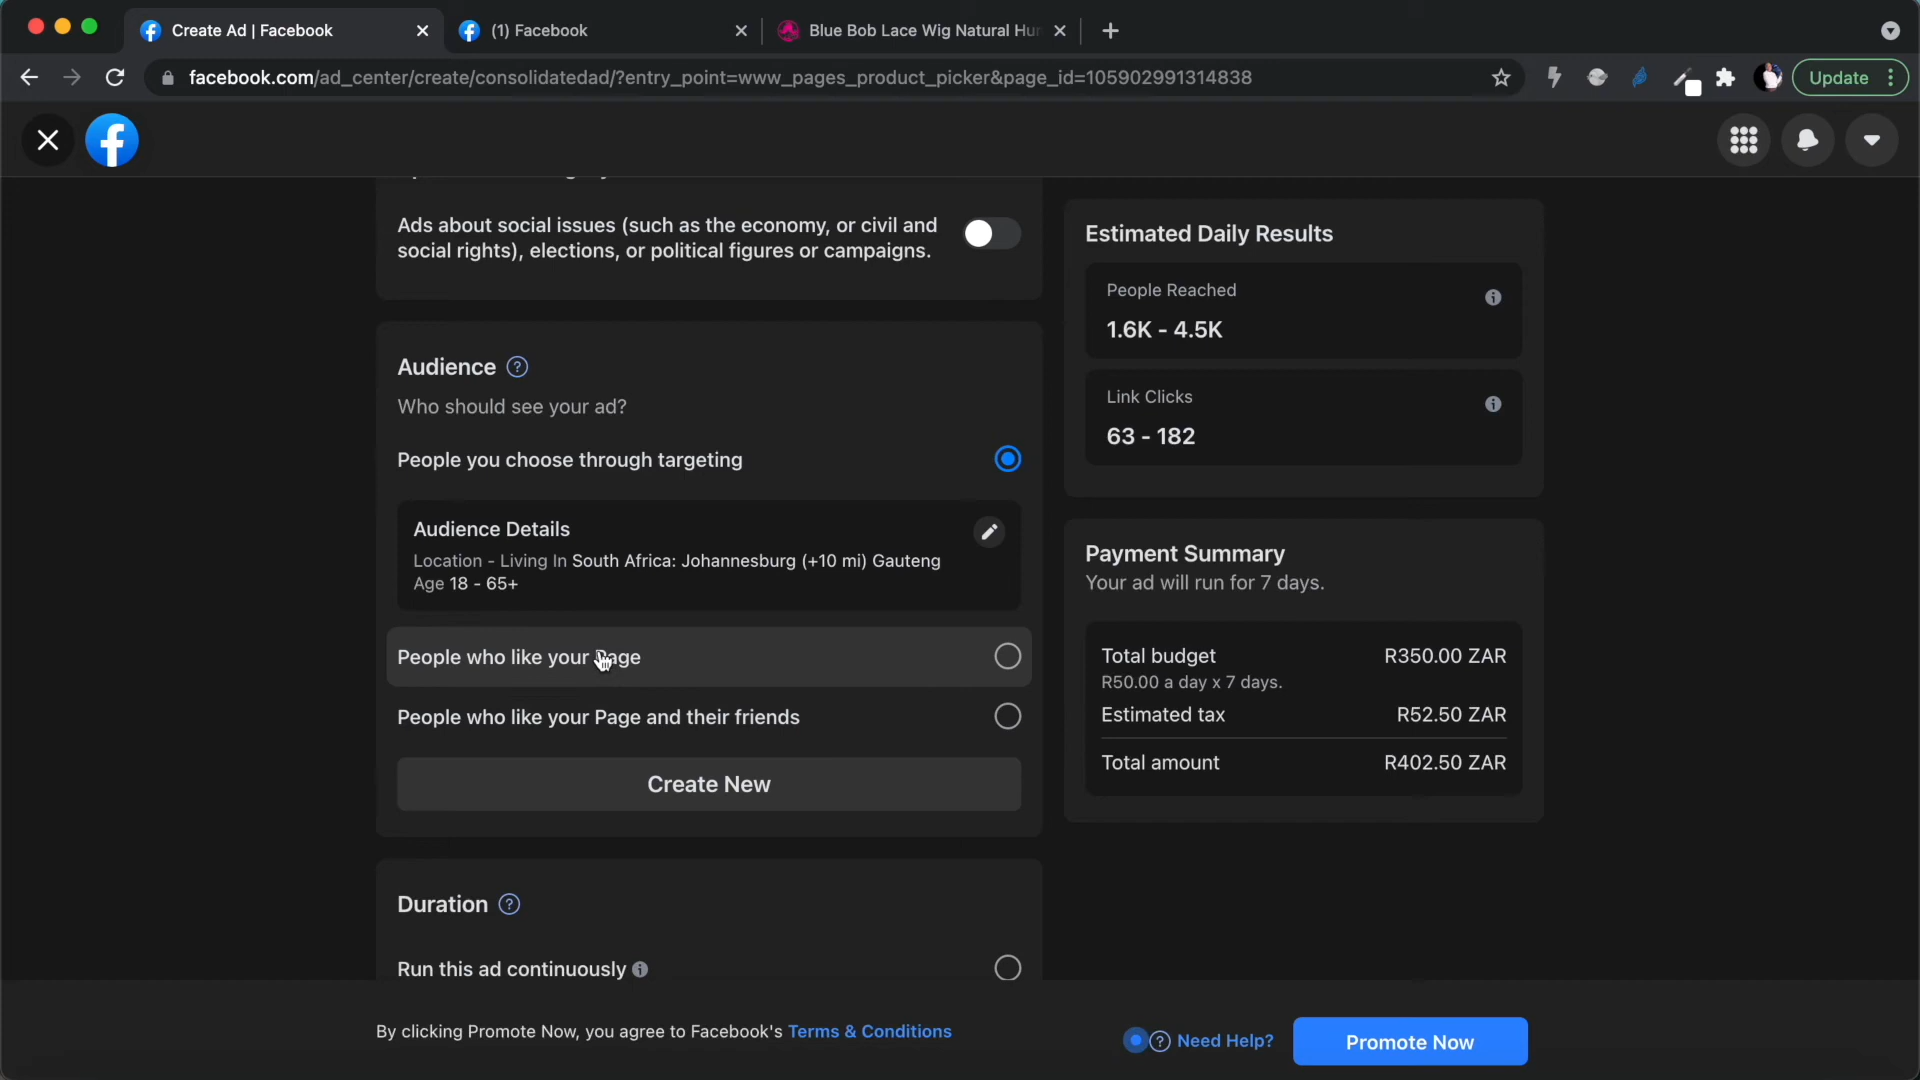 Create Ad | Facebook
(1) Facebook
Blue Bob Lace Wig Natural Hu
facebook.com/ad_center/create/consolidatedad/?entry_point=www_pages_product_picker&page_id=105902991314838
Update
Ads about social issues (such as the economy, or civil and
social rights), elections, or political figures or campaigns.
Audience
Who should see your ad?
People you choose through targeting
Audience Details
Location - Living In South Africa: Johannesburg (+10 mi) Gauteng
Age 18 - 65+
People who like your Page
People who like your Page and their friends
Create New
Duration
Run this ad continuously
Estimated Daily Results
People Reached
1.6K - 4.5K
Link Clicks
63 - 182
Payment Summary
Your ad will run for 7 days.
Total budget R350.00 ZAR
R50.00 a day x 7 days.
Estimated tax R52.50 ZAR
Total amount R402.50 ZAR
By clicking Promote Now, you agree to Facebook's Terms & Conditions
Need Help?
Promote Now